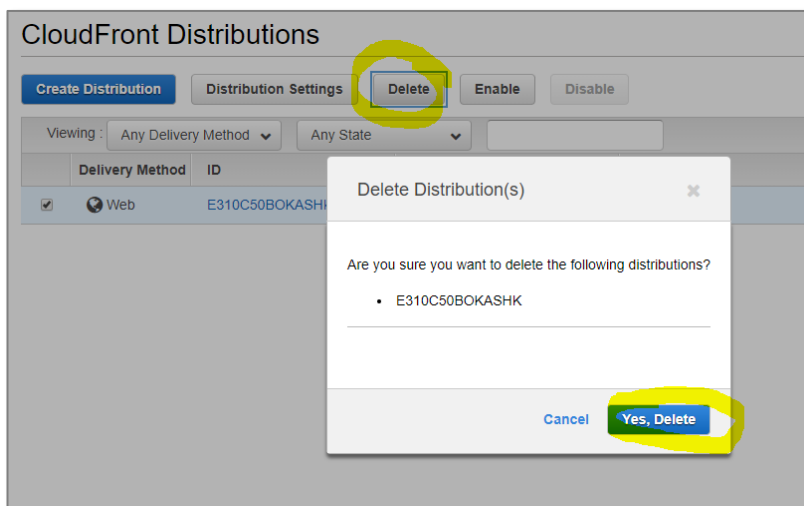 CloudFront Distributions
Create Distribution Distribution Settings Delete Enable Disable
Viewing : Any Delivery Method Any State
Delivery Method ID
Web E310C50BOKASHK
Delete Distribution(s)
Are you sure you want to delete the following distributions?
• E310C50BOKASHK
Cancel Yes, Delete